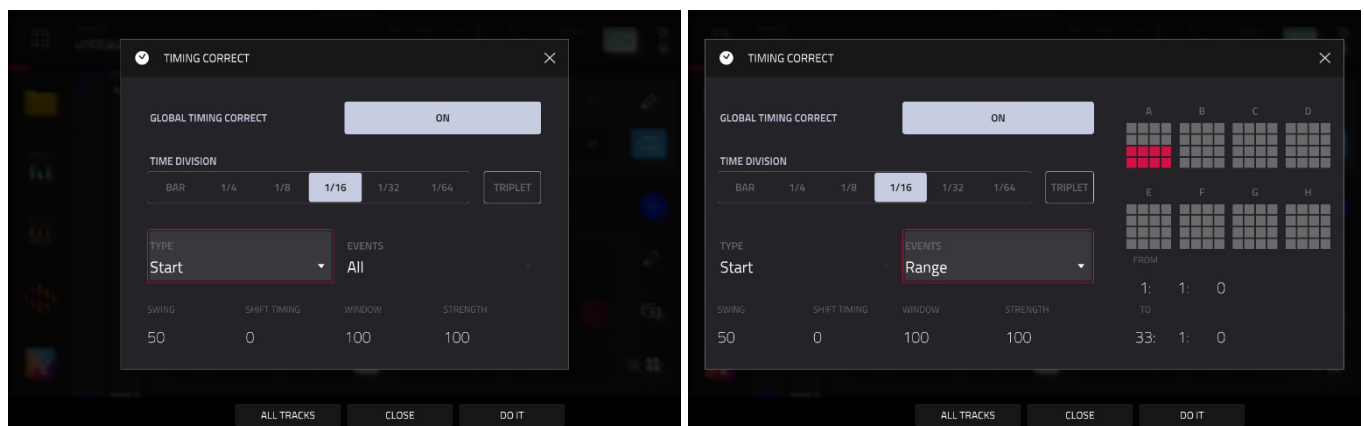 TIMING CORRECT
GLOBAL TIMING CORRECT ON
TIME DIVISION
BAR 1/4 1/8 1/16 1/32 1/64 TRIPLET
TYPE EVENTS
Start All
SWING SHIFT TIMING WINDOW STRENGTH
50 0 100 100
ALL TRACKS CLOSE DO IT
TIMING CORRECT
GLOBAL TIMING CORRECT ON
A B C D
TIME DIVISION
BAR 1/4 1/8 1/16 1/32 1/64 TRIPLET
E F G H
TYPE EVENTS
Start Range
FROM
1: 1: 0
SWING SHIFT TIMING WINDOW STRENGTH
TO
50 0 100 100
33: 1: 0
ALL TRACKS CLOSE DO IT